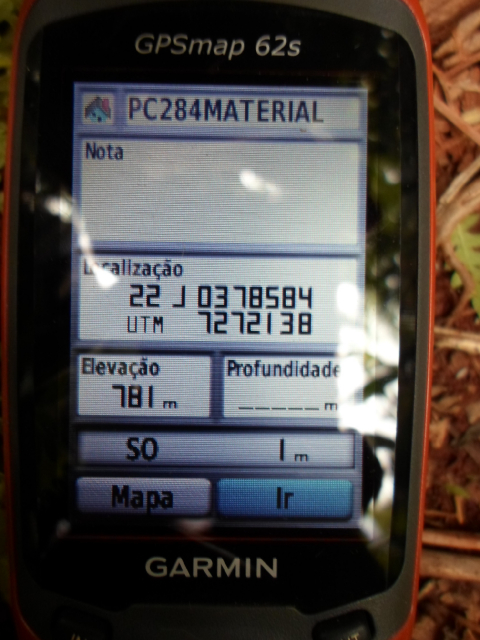 GPSmap 62s
PC284MATERIAL
Nota
Localização
22 J 0378584
UTM 7272138
Elevação
781 m
Profundidade
_____ m
SO 1 m
Mapa
Ir
GARMIN